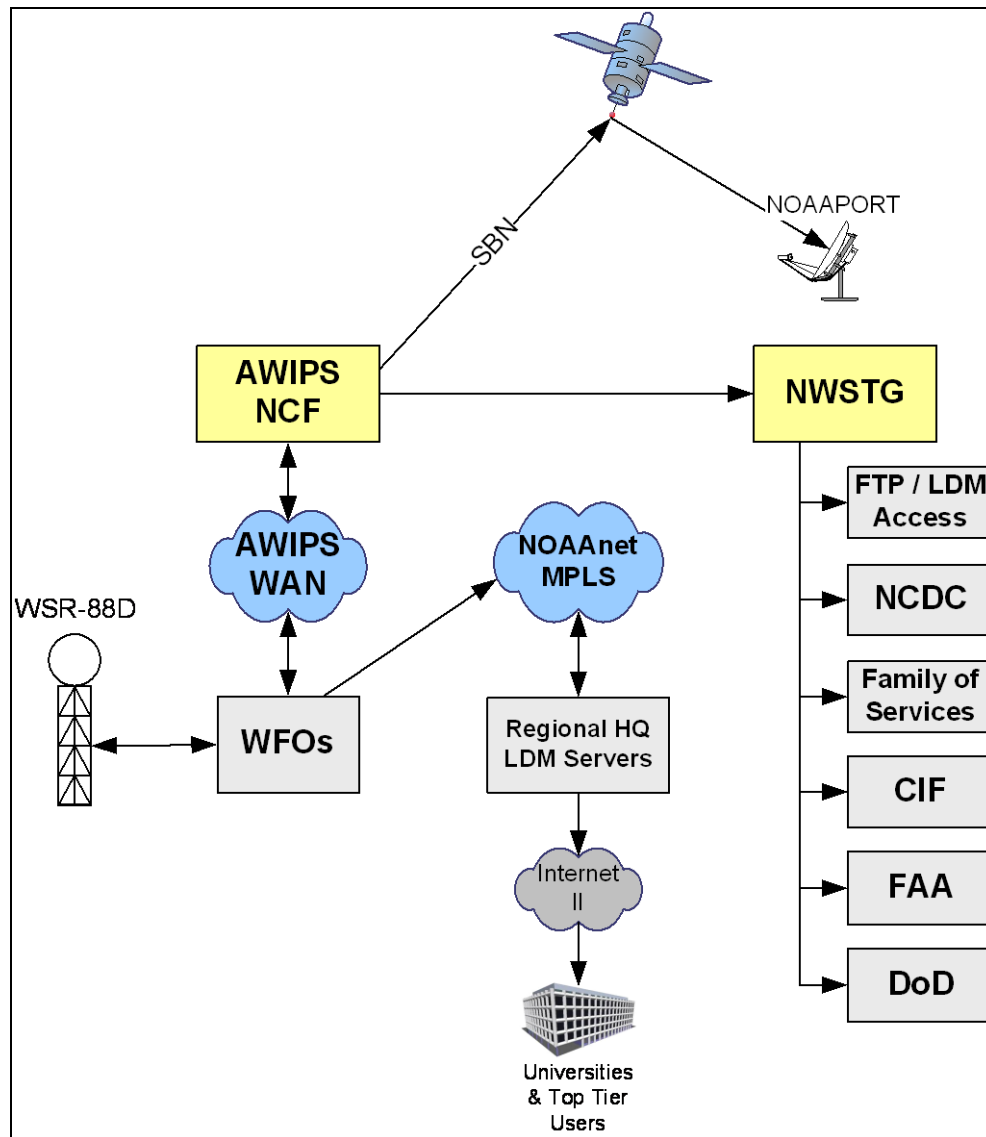 NOAAPORT
SBN
AWIPS
NCF
NWSTG
FTP / LDM
Access
AWIPS
WAN
NOAAnet
MPLS
NCDC
WSR-88D
Family of
Services
WFOs
Regional HQ
LDM Servers
CIF
Internet
II
FAA
DoD
Universities
& Top Tier
Users